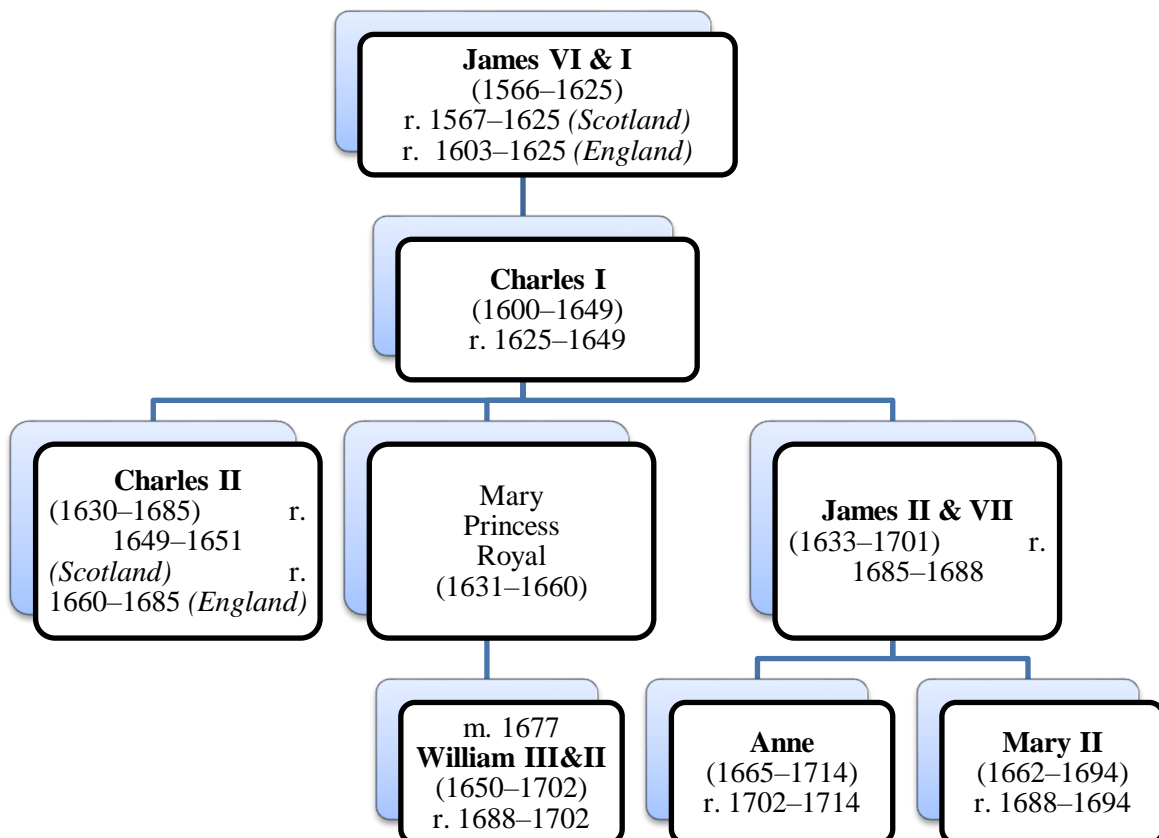 James VI & I
(1566–1625)
r. 1567–1625 (Scotland)
r. 1603–1625 (England)
Charles I
(1600–1649)
r. 1625–1649
Charles II
(1630–1685) r.
1649–1651
(Scotland) r.
1660–1685 (England)
Mary
Princess
Royal
(1631–1660)
James II & VII
(1633–1701) r.
1685–1688
m. 1677
William III&II
(1650–1702)
r. 1688–1702
Anne
(1665–1714)
r. 1702–1714
Mary II
(1662–1694)
r. 1688–1694